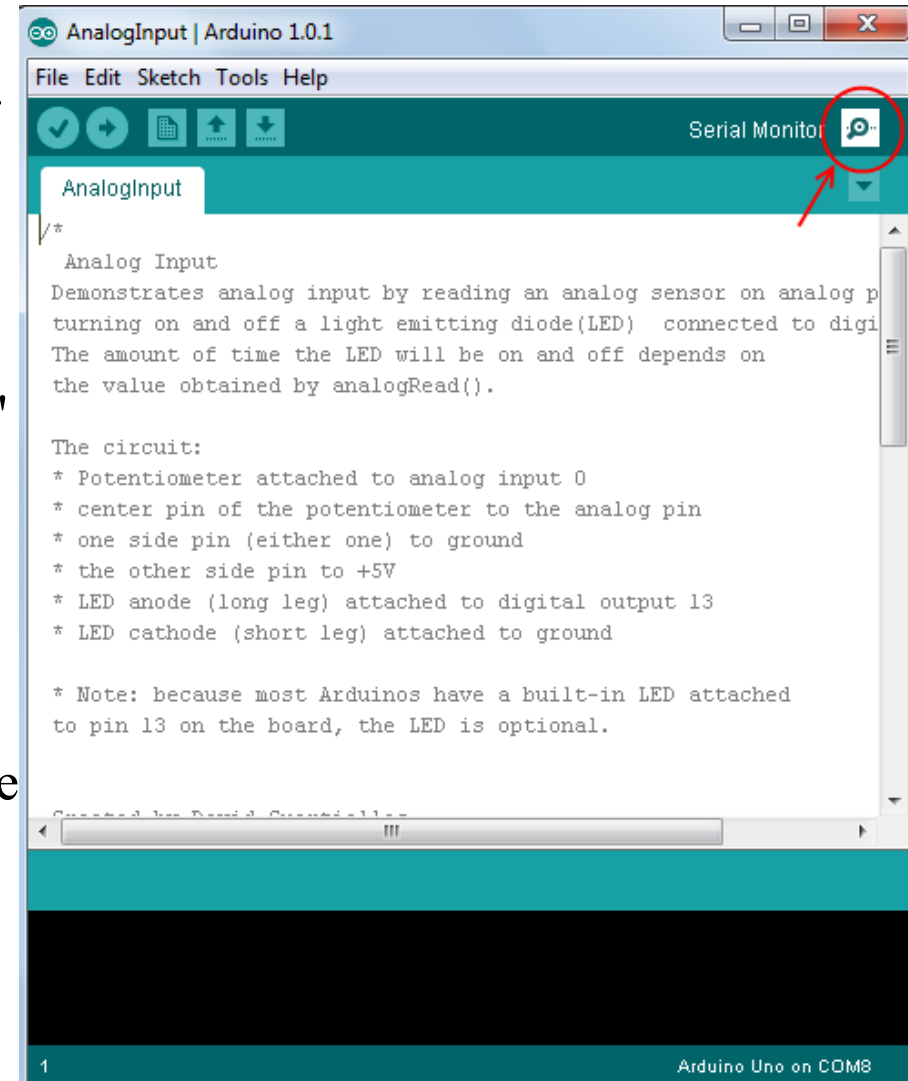 AnalogInput | Arduino 1.0.1
File Edit Sketch Tools Help
Serial Monitor
AnalogInput
/*
Analog Input
Demonstrates analog input by reading an analog sensor on analog p
turning on and off a light emitting diode(LED)  connected to digi
The amount of time the LED will be on and off depends on
the value obtained by analogRead().
"
The circuit:
* Potentiometer attached to analog input 0
* center pin of the potentiometer to the analog pin
* one side pin (either one) to ground
* the other side pin to +5V
* LED anode (long leg) attached to digital output 13
* LED cathode (short leg) attached to ground
* Note: because most Arduinos have a built-in LED attached
to pin 13 on the board, the LED is optional.
e
1
Arduino Uno on COM8